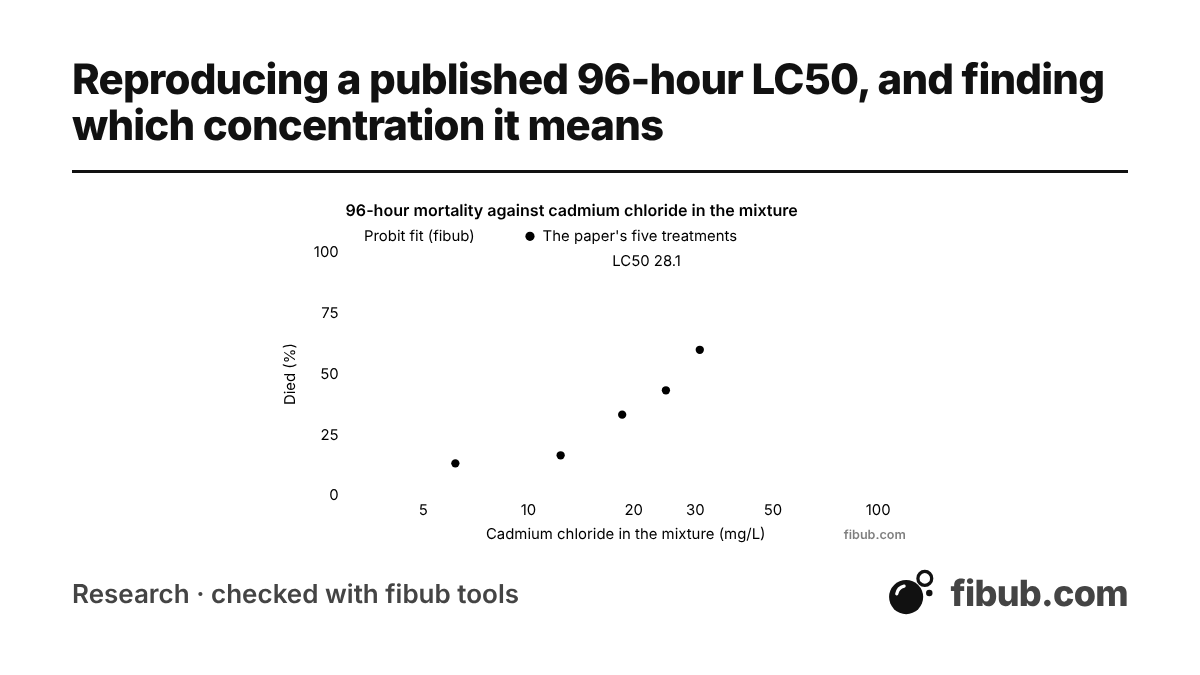 Reproducing a published 96-hour LC50, and finding
which concentration it means
96-hour mortality against cadmium chloride in the mixture
Probit fit (fibub)
The paper's five treatments
LC50 28.1
100
75
50
25
0
Died (%)
5
10
20
30
50
100
Cadmium chloride in the mixture (mg/L)
fibub.com
Research · checked with fibub tools
fibub.com